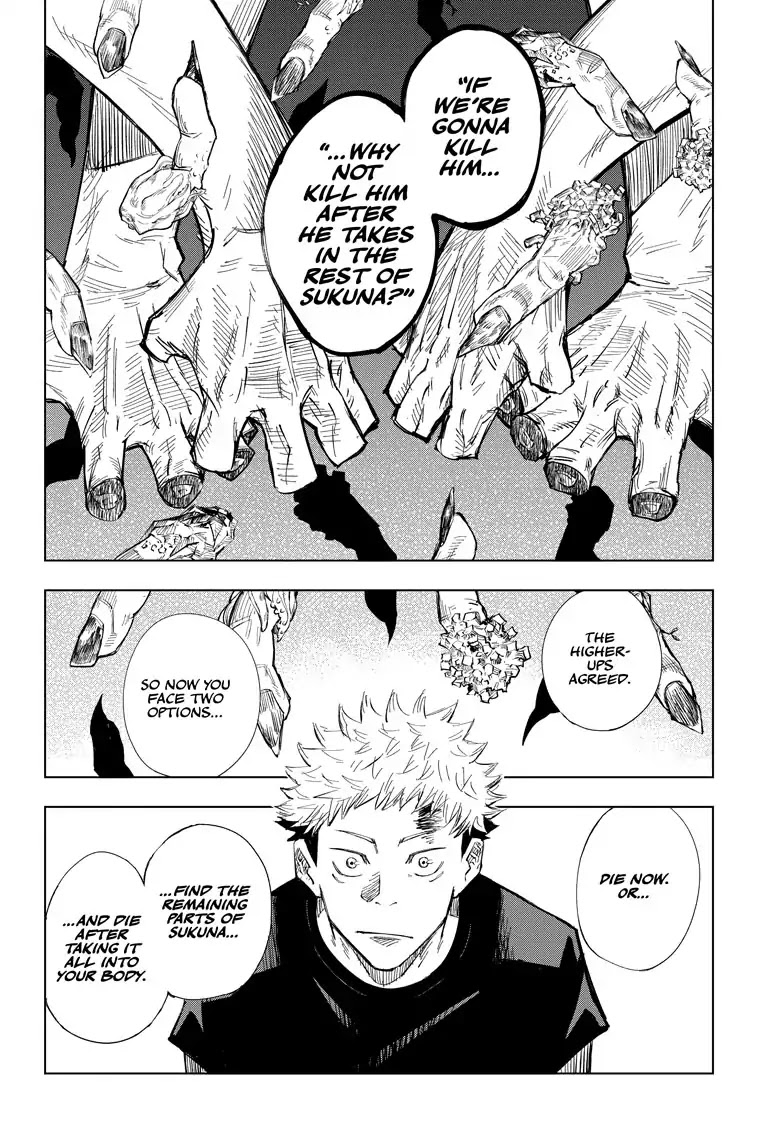 "IF
WE'RE
GONNA
KILL
HIM...
"...WHY
NOT
KILL HIM
AFTER
HE TAKES
IN THE
REST OF
SUKUNA?"
THE
HIGHER-
UPS
AGREED.
SO NOW YOU
FACE TWO
OPTIONS...
DIE NOW.
OR...
...FIND THE
REMAINING
PARTS OF
SUKUNA...
...AND DIE
AFTER
TAKING IT
ALL INTO
YOUR BODY.